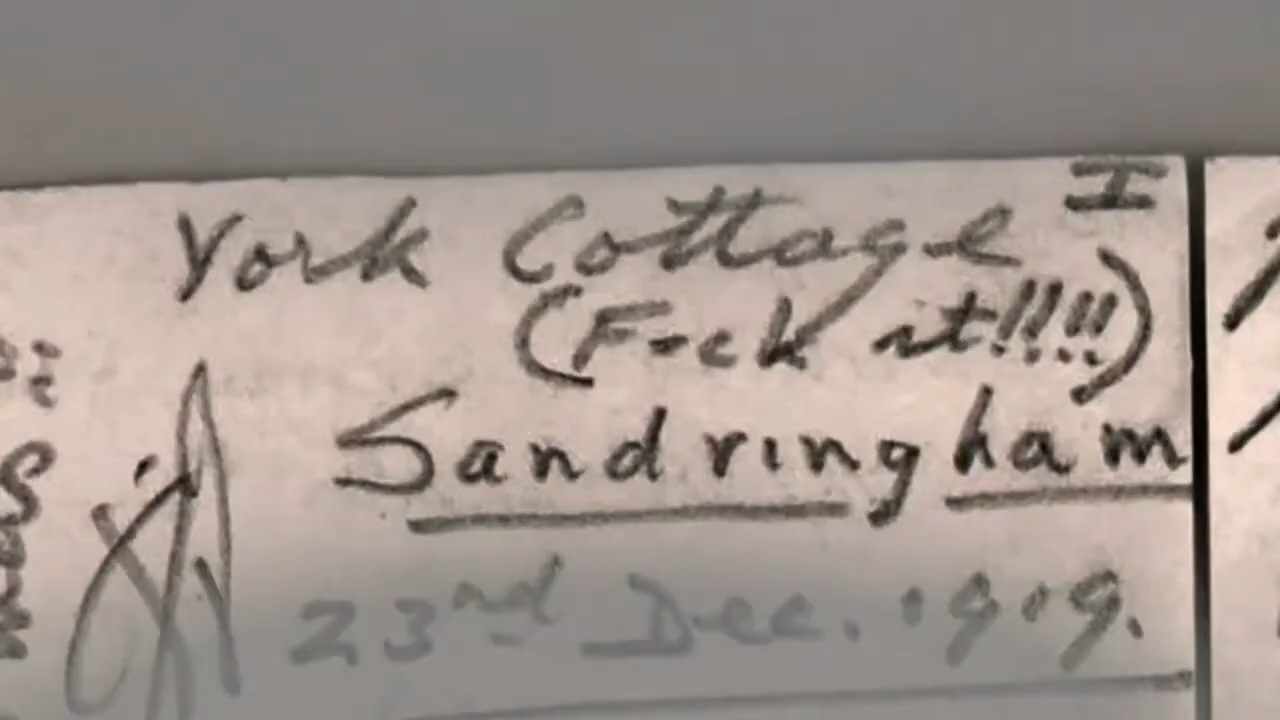 I
York Cottage
(F-ck it!!!!)
Sandringham
23rd Dec. 1919.